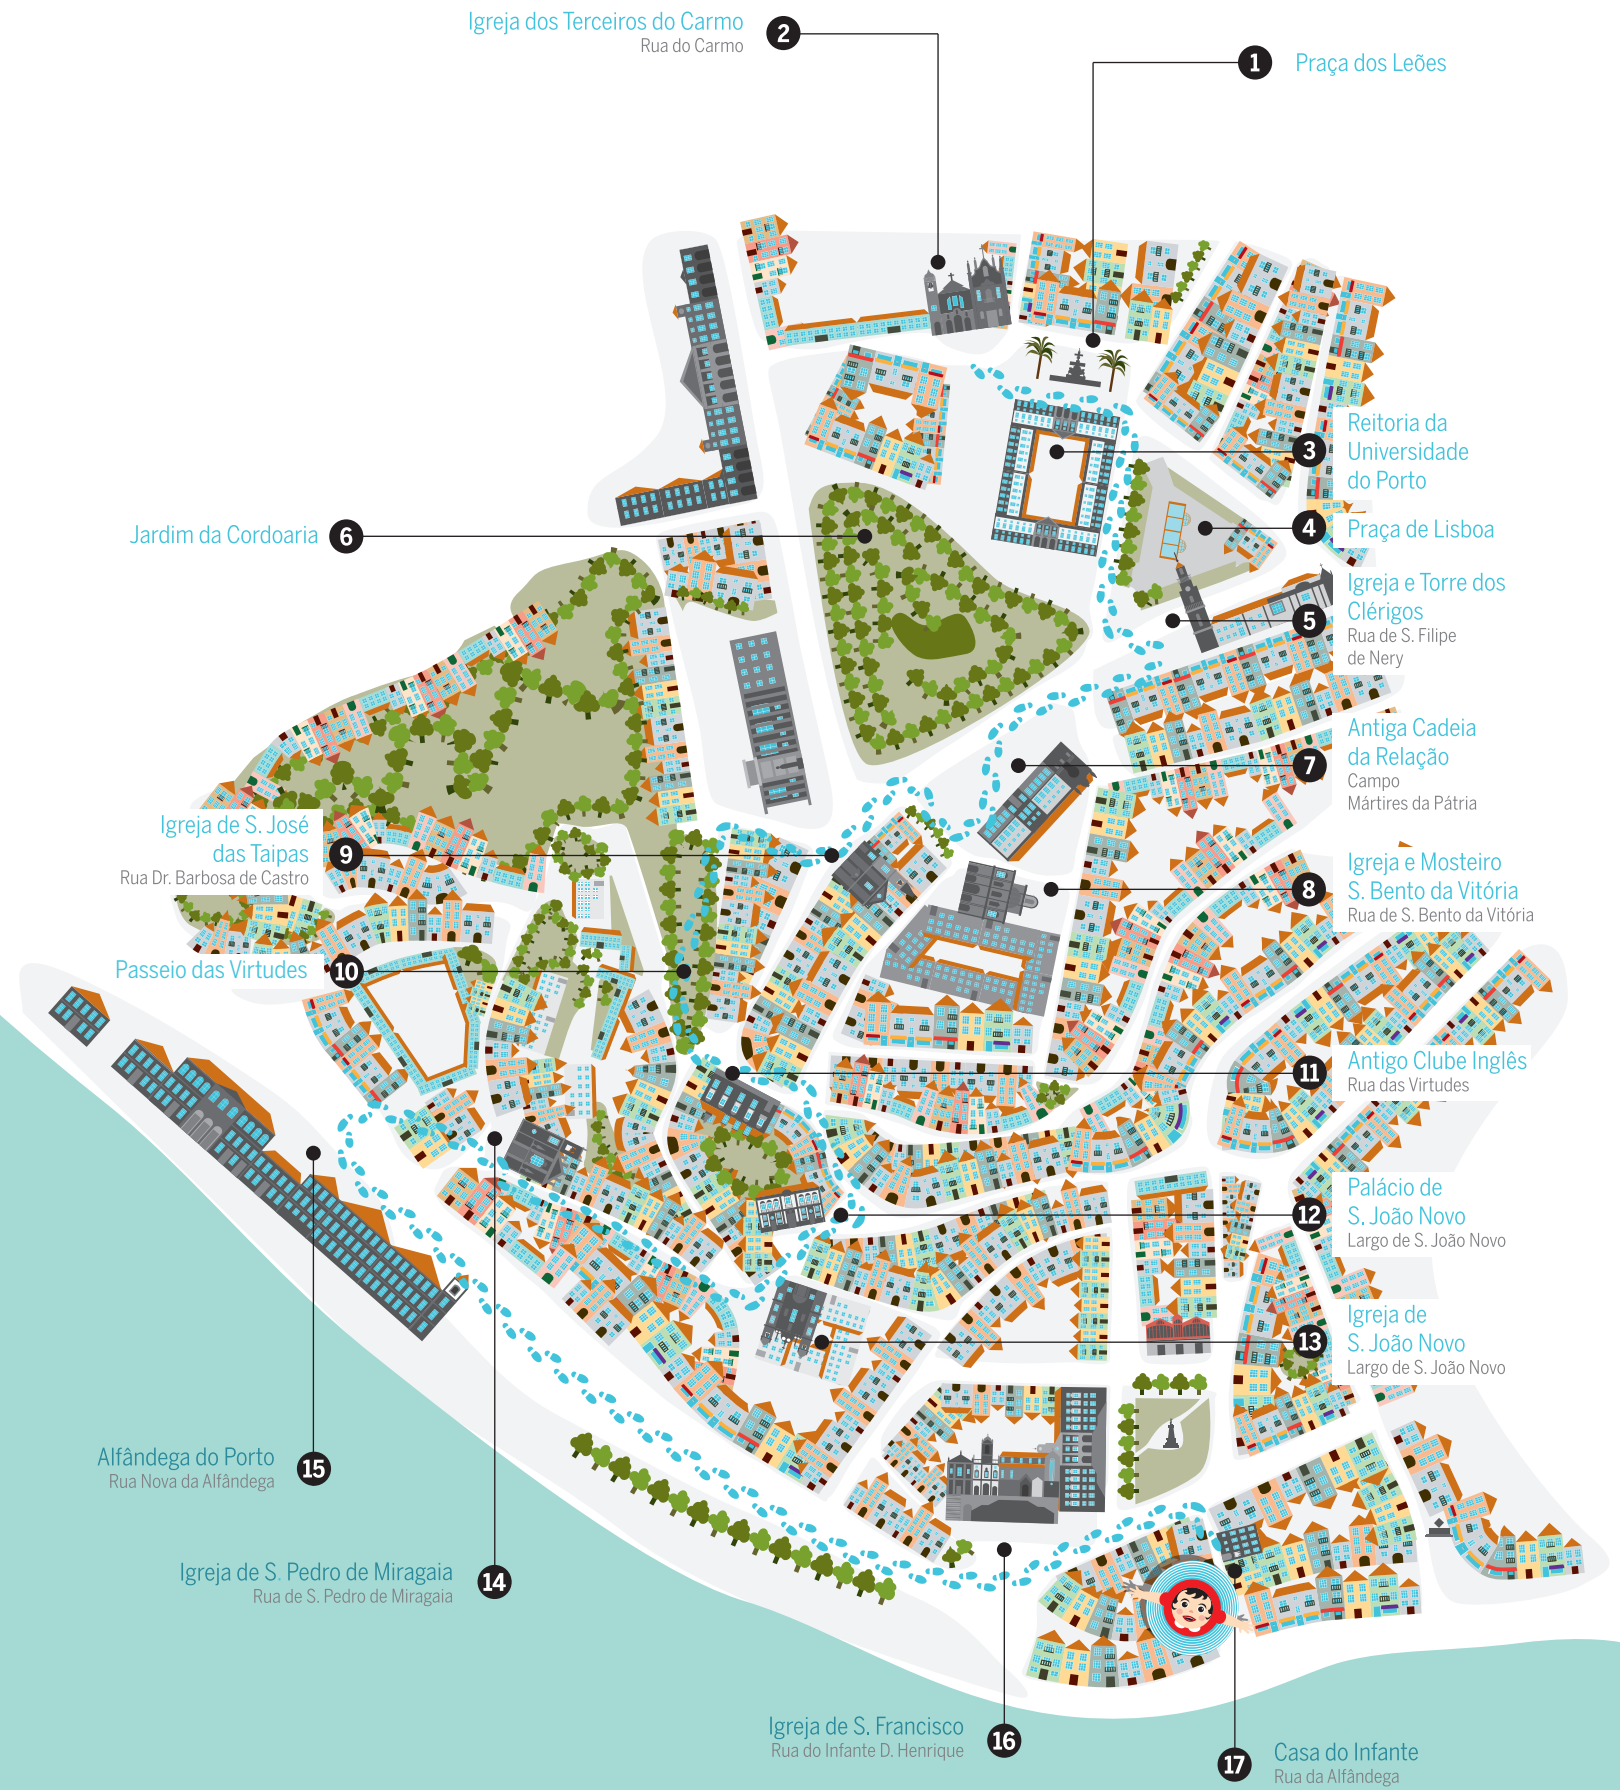 Igreja dos Terceiros do Carmo
Rua do Carmo
2
1
Praça dos Leões
Reitoria da
Universidade
do Porto
3
4
Praça de Lisboa
Jardim da Cordoaria
6
Igreja e Torre dos
Clérigos
Rua de S. Filipe
de Nery
5
Antiga Cadeia
da Relação
Campo
Mártires da Pátria
7
Igreja de S. José
das Taipas
Rua Dr. Barbosa de Castro
9
Igreja e Mosteiro
S. Bento da Vitória
Rua de S. Bento da Vitória
8
Passeio das Virtudes
10
11
Antigo Clube Inglês
Rua das Virtudes
Palácio de
S. João Novo
Largo de S. João Novo
12
Igreja de
S. João Novo
Largo de S. João Novo
13
Alfândega do Porto
Rua Nova da Alfândega
15
Igreja de S. Pedro de Miragaia
Rua de S. Pedro de Miragaia
14
Igreja de S. Francisco
Rua do Infante D. Henrique
16
17
Casa do Infante
Rua da Alfândega